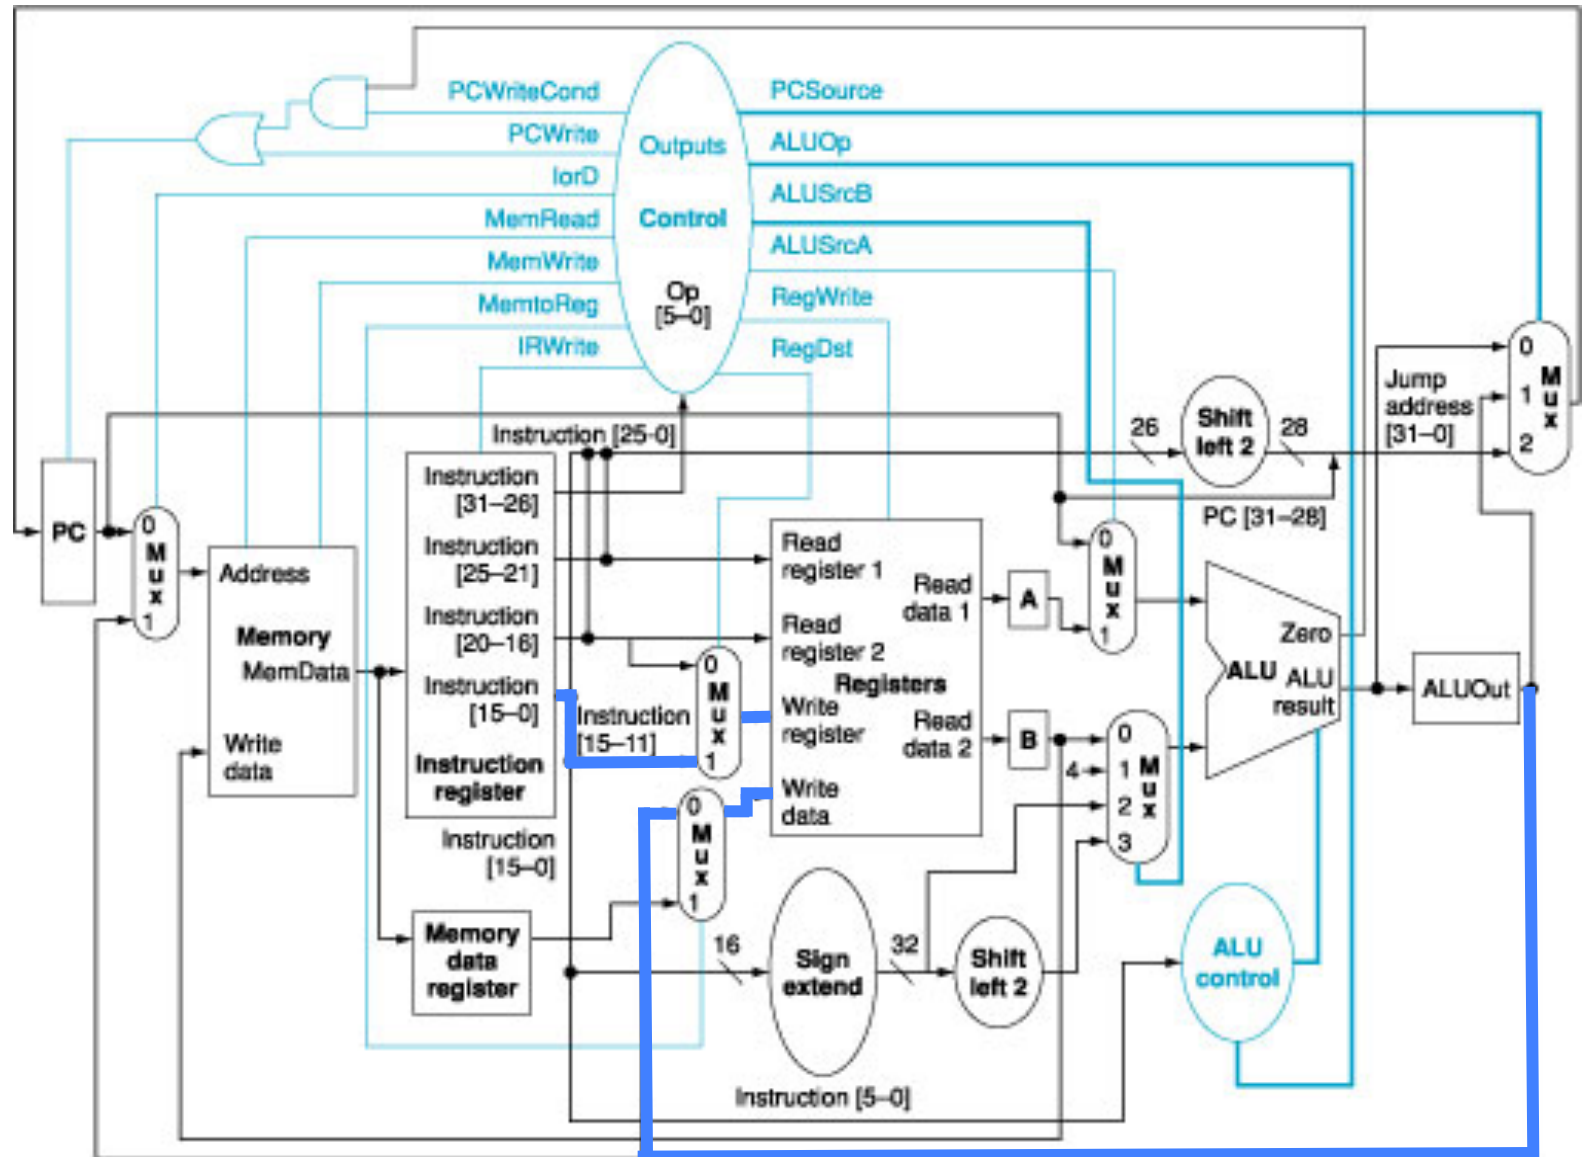 PCWriteCond
PCWrite
IorD
MemRead
MemWrite
MemtoReg
IRWrite
Outputs
Control
Op
[5–0]
PCSource
ALUOp
ALUSrcB
ALUSrcA
RegWrite
RegDst
PC
0
M
u
x
1
Address
Memory
MemData
Write
data
Instruction [25-0]
Instruction
[31–26]
Instruction
[25–21]
Instruction
[20–16]
Instruction
[15–0]
Instruction
register
Instruction
[15–0]
Memory
data
register
Instruction
[15–11]
0
M
u
x
1
0
M
u
x
1
Read
register 1
Read
register 2
Registers
Write
register
Write
data
Read
data 1
Read
data 2
A
B
16
Sign
extend
32
Shift
left 2
Instruction [5–0]
26
Shift
left 2
28
PC [31–28]
Jump
address
[31–0]
0
M
u
x
1
4
0
1
2
3
M
u
x
Zero
ALU
ALU
result
ALU
control
ALUOut
0
1
2
M
u
x